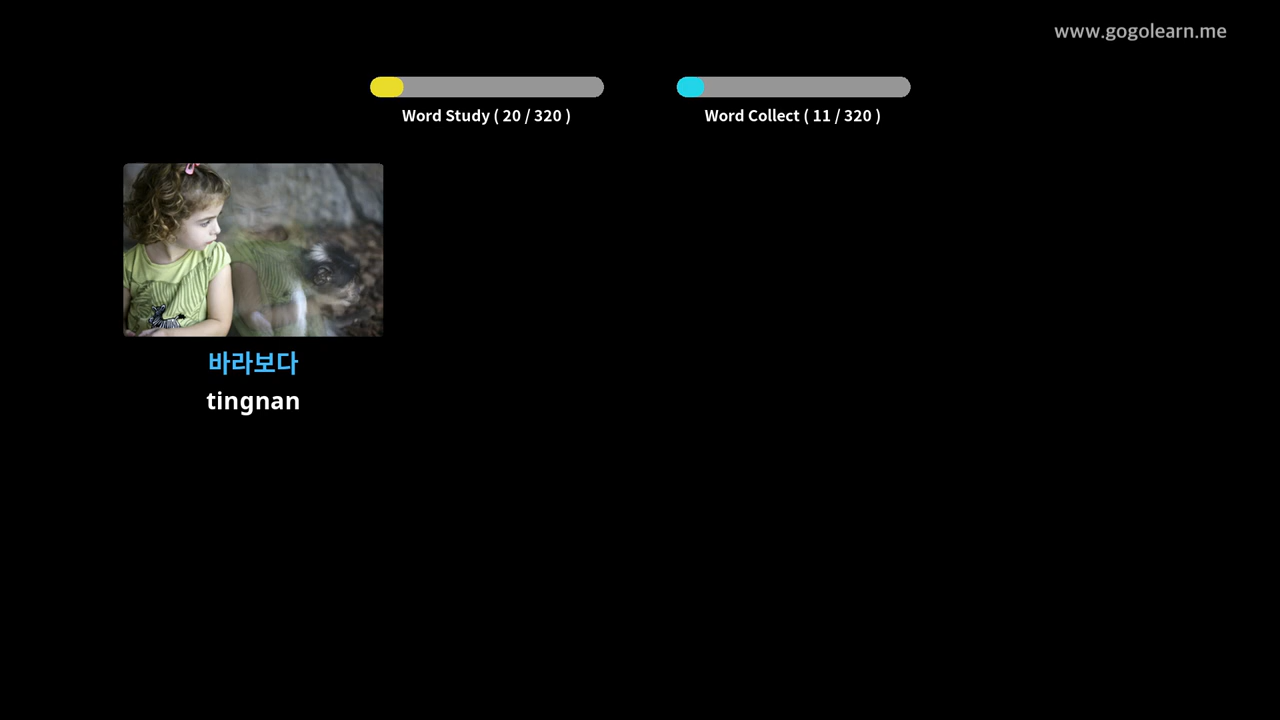 www.gogolearn.me
Word Study ( 20 / 320 )
Word Collect ( 11 / 320 )
바라보다
tingnan